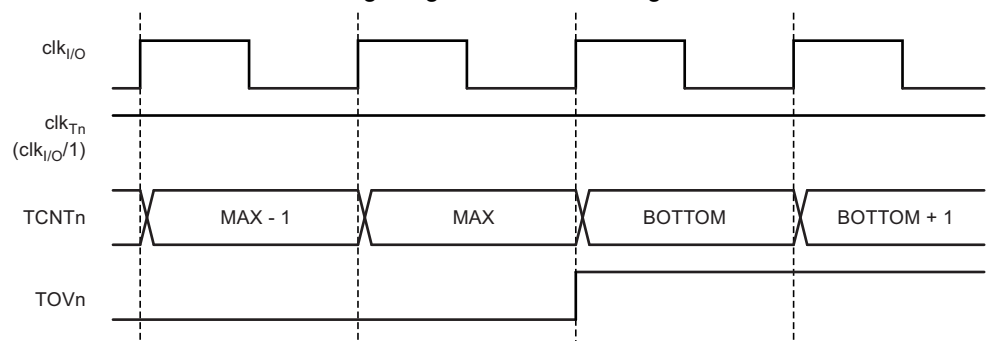 clkI/O
clkTn
(clkI/O/1)
TCNTn MAX - 1 MAX BOTTOM BOTTOM + 1
TOVn